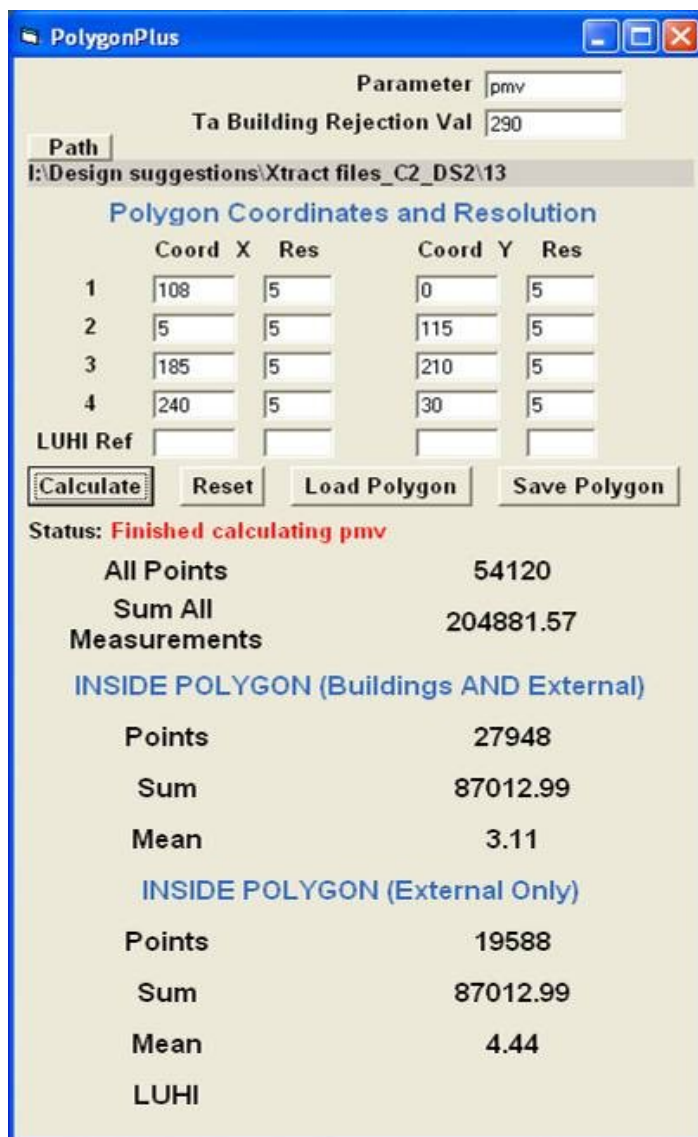 PolygonPlus
Parameter pmv
Ta Building Rejection Val 290
Path
I:\Design suggestions\Xtract files_C2_DS2\13
Polygon Coordinates and Resolution
Coord X Res Coord Y Res
1 108 5 0 5
2 5 5 115 5
3 185 5 210 5
4 240 5 30 5
LUHI Ref
Calculate Reset Load Polygon Save Polygon
Status: Finished calculating pmv
All Points 54120
Sum All
Measurements 204881.57
INSIDE POLYGON (Buildings AND External)
Points 27948
Sum 87012.99
Mean 3.11
INSIDE POLYGON (External Only)
Points 19588
Sum 87012.99
Mean 4.44
LUHI